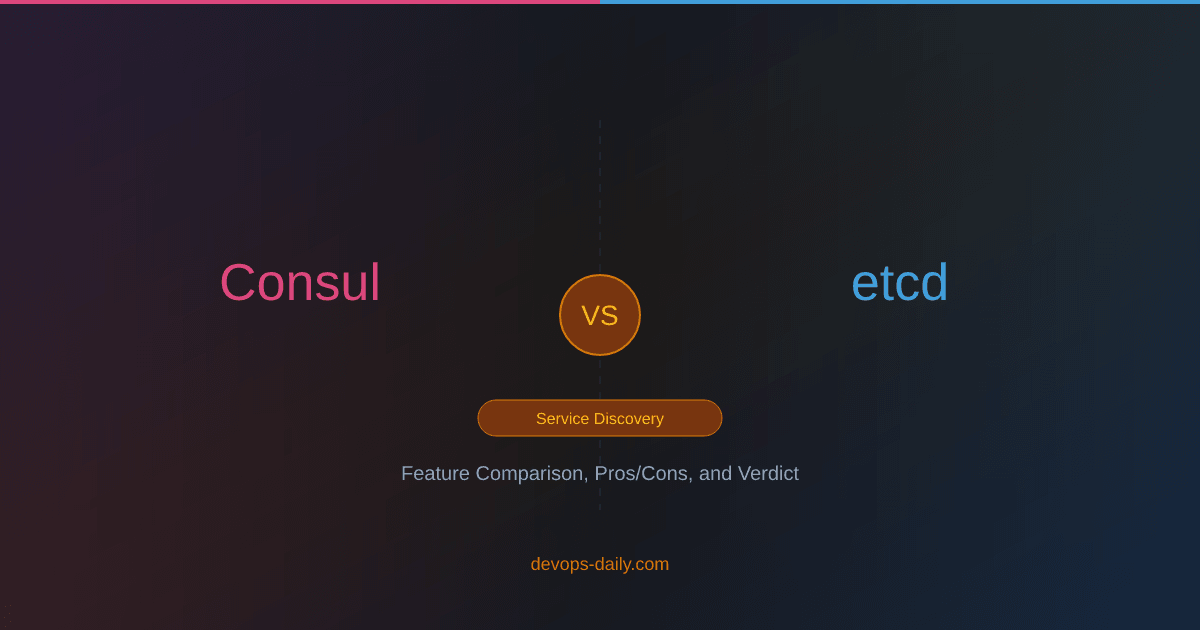 Consul
etcd
VS
Service Discovery
Feature Comparison, Pros/Cons, and Verdict
devops-daily.com